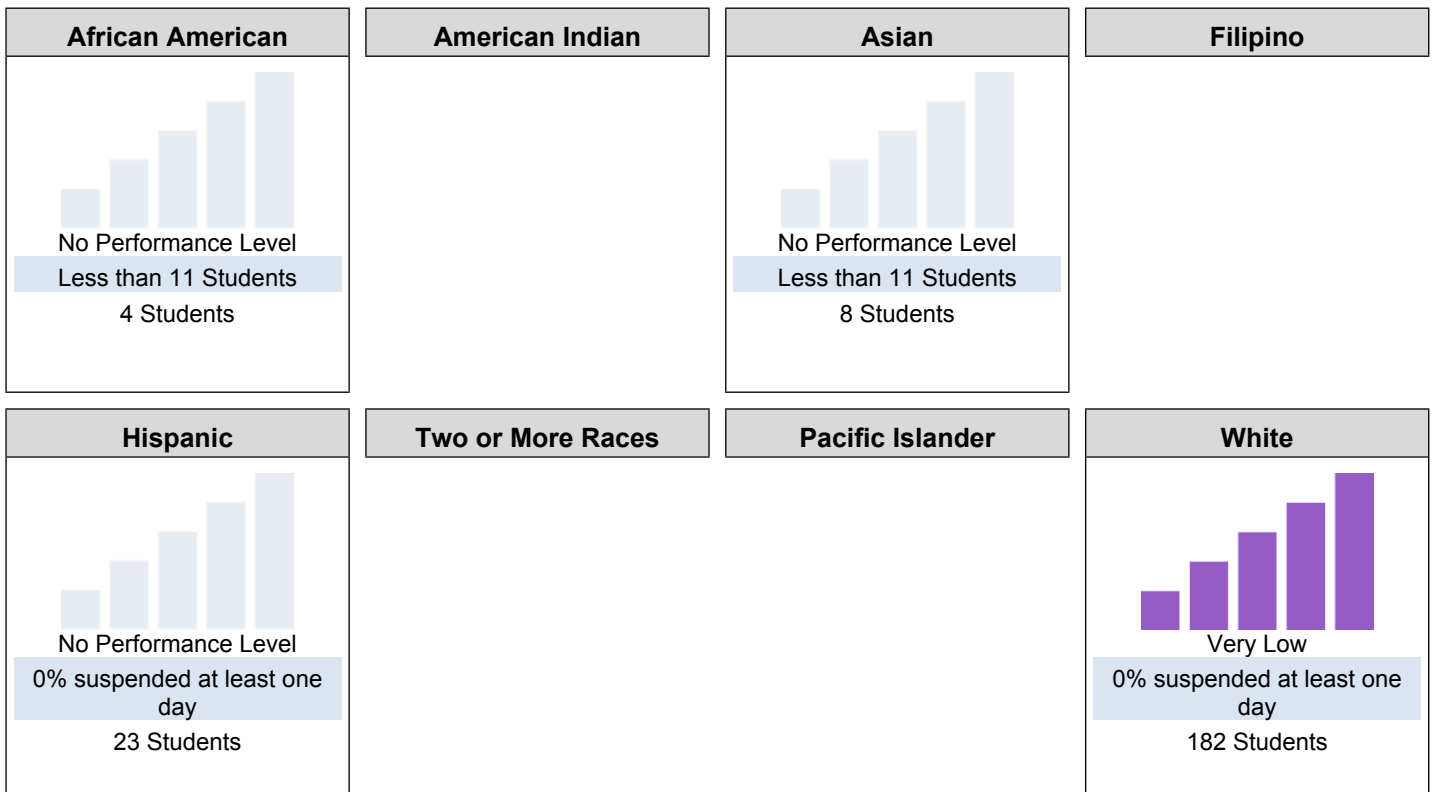 African American
American Indian
Asian
Filipino
No Performance Level
Less than 11 Students
4 Students
No Performance Level
Less than 11 Students
8 Students
Hispanic
Two or More Races
Pacific Islander
White
No Performance Level
0% suspended at least one
day
23 Students
Very Low
0% suspended at least one
day
182 Students